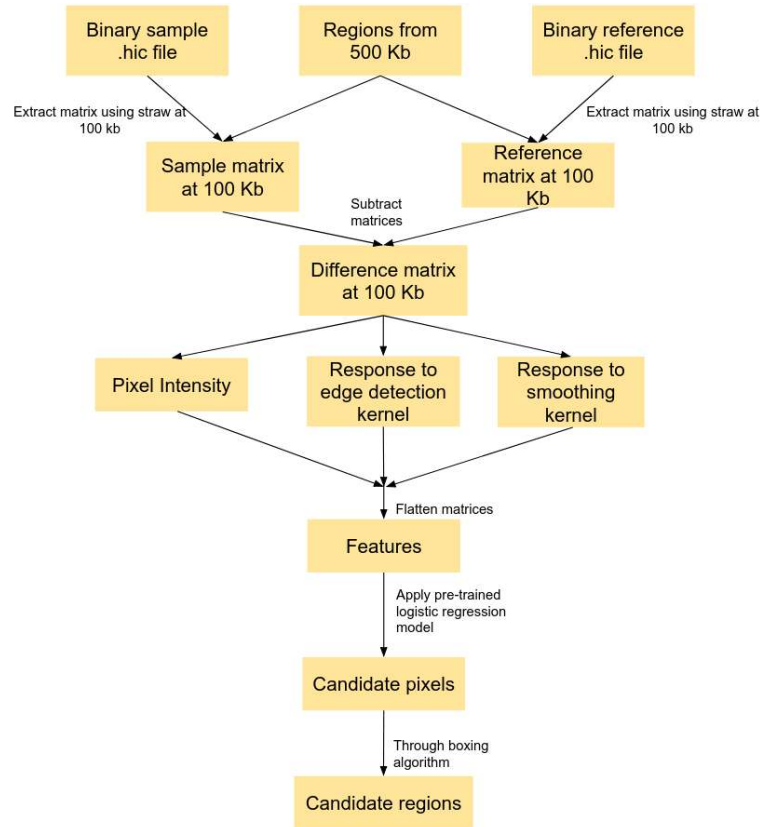 Binary sample
.hic file
Regions from
500 Kb
Binary reference
.hic file
Extract matrix using straw at
100 kb
Extract matrix using straw at
100 kb
Sample matrix
at 100 Kb
Reference
matrix at 100
Kb
Subtract
matrices
Difference matrix
at 100 Kb
Pixel Intensity
Response to
edge detection
kernel
Response to
smoothing
kernel
Flatten matrices
Features
Apply pre-trained
logistic regression
model
Candidate pixels
Through boxing
algorithm
Candidate regions